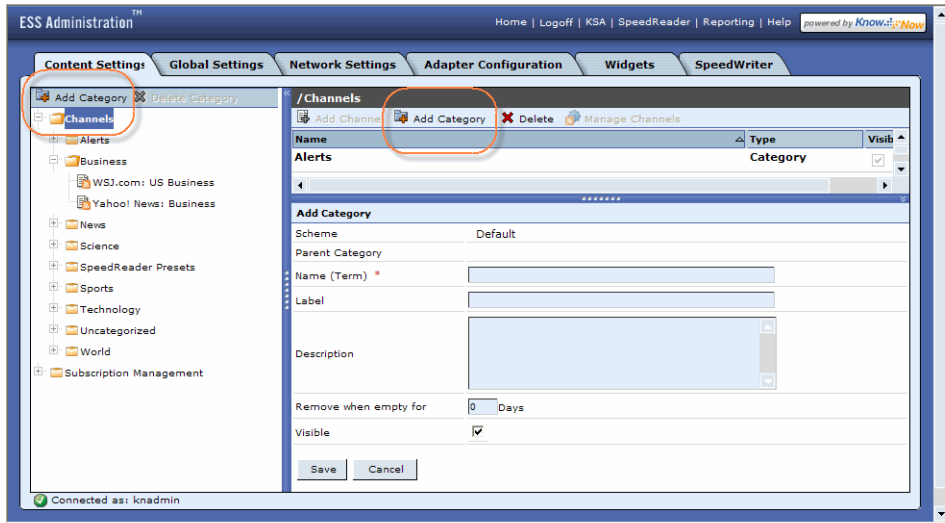 ESS Administration™
Home | Logoff | KSA | SpeedReader | Reporting | Help
powered by KnowNow
Content Settings
Global Settings
Network Settings
Adapter Configuration
Widgets
SpeedWriter
Add Category
Delete Category
Channels
Alerts
Business
WSJ.com: US Business
Yahoo! News: Business
News
Science
SpeedReader Presets
Sports
Technology
Uncategorized
World
Subscription Management
/Channels
Add Channel
Add Category
Delete
Manage Channels
Name
Type
Visib
Alerts
Category
Add Category
Scheme
Default
Parent Category
Name (Term) *
Label
Description
Remove when empty for
0
Days
Visible
Save
Cancel
Connected as: knadmin